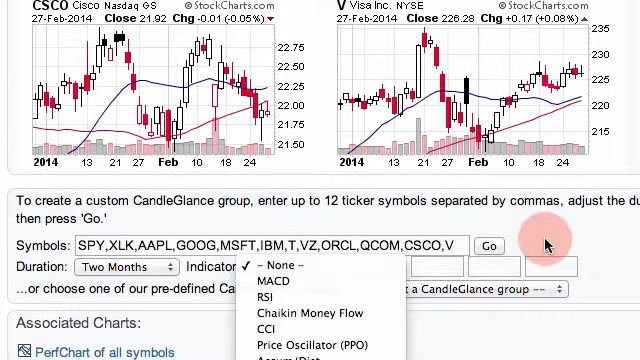 CSCO Cisco Nasdaq GS © StockCharts.com
27-Feb-2014 Close 21.92 Chg -0.01 (-0.05%)
22.75
22.50
22.25
22.00
21.75
21.50
2014 13 21 27 Feb 10 18 24
V Visa Inc. NYSE © StockCharts.com
27-Feb-2014 Close 226.28 Chg +0.17 (+0.08%)
235
230
225
220
215
2014 13 21 27 Feb 10 18 24
To create a custom CandleGlance group, enter up to 12 ticker symbols separated by commas, adjust the du
then press 'Go.'
Symbols: SPY,XLK,AAPL,GOOG,MSFT,IBM,T,VZ,ORCL,QCOM,CSCO,V Go
Duration: Two Months Indicator
✓ - None -
MACD
RSI
Chaikin Money Flow
CCI
Price Oscillator (PPO)
Accum/Dist
...or choose one of our pre-defined Ca t a CandleGlance group --
Associated Charts:
PerfChart of all symbols